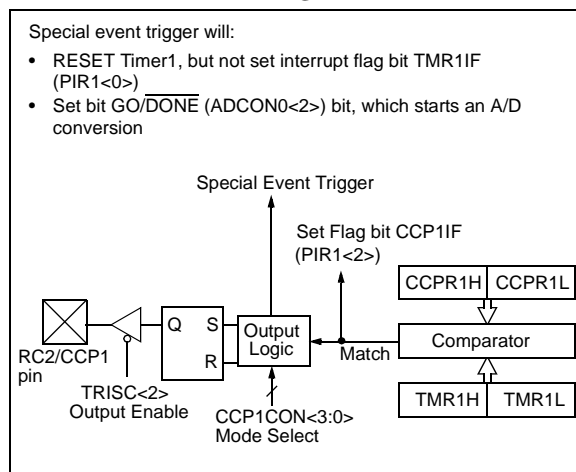 Special event trigger will:
• RESET Timer1, but not set interrupt flag bit TMR1IF
(PIR1<0>)
• Set bit GO/DONE (ADCON0<2>) bit, which starts an A/D
conversion
Special Event Trigger
Set Flag bit CCP1IF
(PIR1<2>)
CCPR1H CCPR1L
Q S Output
Logic
R
Comparator
Match
RC2/CCP1
pin
TRISC<2>
Output Enable
CCP1CON<3:0>
Mode Select
TMR1H TMR1L